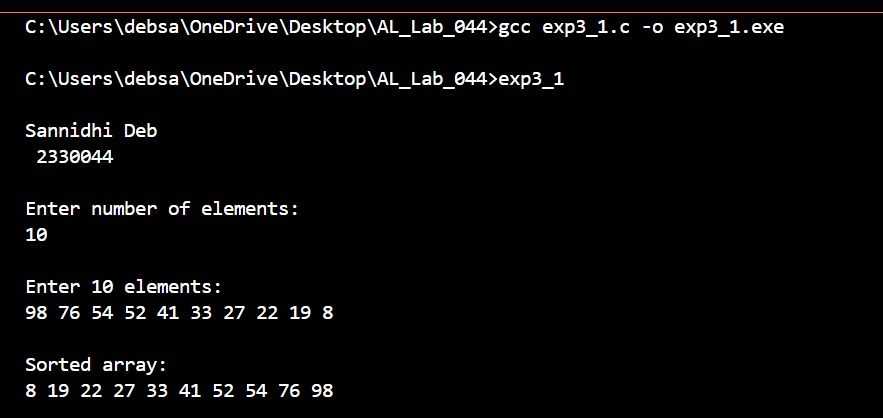 C:\Users\debsa\OneDrive\Desktop\AL_Lab_044>gcc exp3_1.c -o exp3_1.exe
C:\Users\debsa\OneDrive\Desktop\AL_Lab_044>exp3_1
Sannidhi Deb
2330044
Enter number of elements:
10
Enter 10 elements:
98 76 54 52 41 33 27 22 19 8
Sorted array:
8 19 22 27 33 41 52 54 76 98